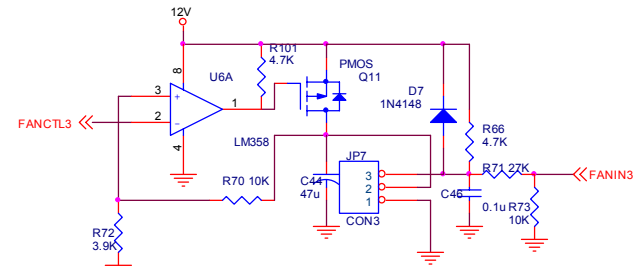 12V
R101
4.7K
PMOS
Q11
8
U6A
3
+
1
2
-
4
FANCTL3
LM358
D7
1N4148
R66
4.7K
JP7
R70 10K
C44
47u
3
2
1
CON3
R71 27K
FANIN3
C46
0.1u
R73
10K
R72
3.9K